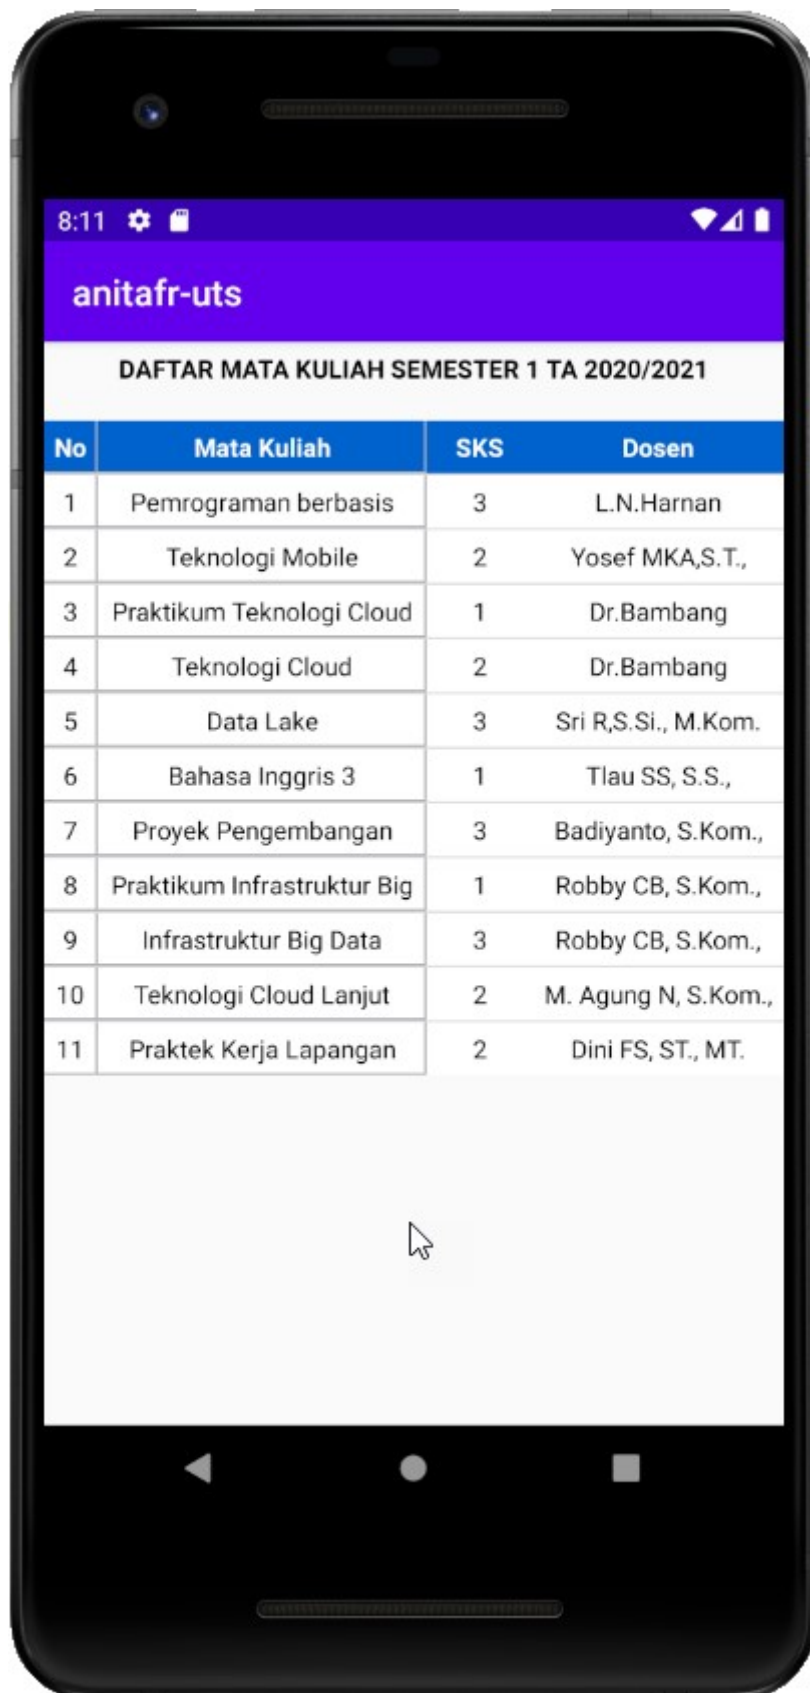 8:11
anitafr-uts
DAFTAR MATA KULIAH SEMESTER 1 TA 2020/2021
No Mata Kuliah SKS Dosen
1 Pemrograman berbasis 3 L.N.Harnan
2 Teknologi Mobile 2 Yosef MKA,S.T.,
3 Praktikum Teknologi Cloud 1 Dr.Bambang
4 Teknologi Cloud 2 Dr.Bambang
5 Data Lake 3 Sri R,S.Si., M.Kom.
6 Bahasa Inggris 3 1 Tlau SS, S.S.,
7 Proyek Pengembangan 3 Badiyanto, S.Kom.,
8 Praktikum Infrastruktur Big 1 Robby CB, S.Kom.,
9 Infrastruktur Big Data 3 Robby CB, S.Kom.,
10 Teknologi Cloud Lanjut 2 M. Agung N, S.Kom.,
11 Praktek Kerja Lapangan 2 Dini FS, ST., MT.